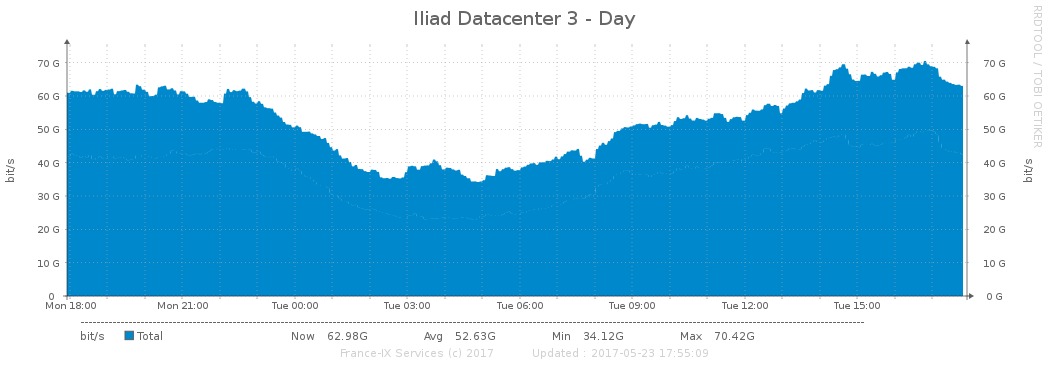 Iliad Datacenter 3 - Day
RRDTOOL / TOBI OETIKER
bit/s
70 G
60 G
50 G
40 G
30 G
20 G
10 G
0
70 G
60 G
50 G
40 G
30 G
20 G
10 G
0 G
bit/s
Mon 18:00 Mon 21:00 Tue 00:00 Tue 03:00 Tue 06:00 Tue 09:00 Tue 12:00 Tue 15:00
bit/s Total Now 62.98G Avg 52.63G Min 34.12G Max 70.42G
France-IX Services (c) 2017 Updated : 2017-05-23 17:55:09